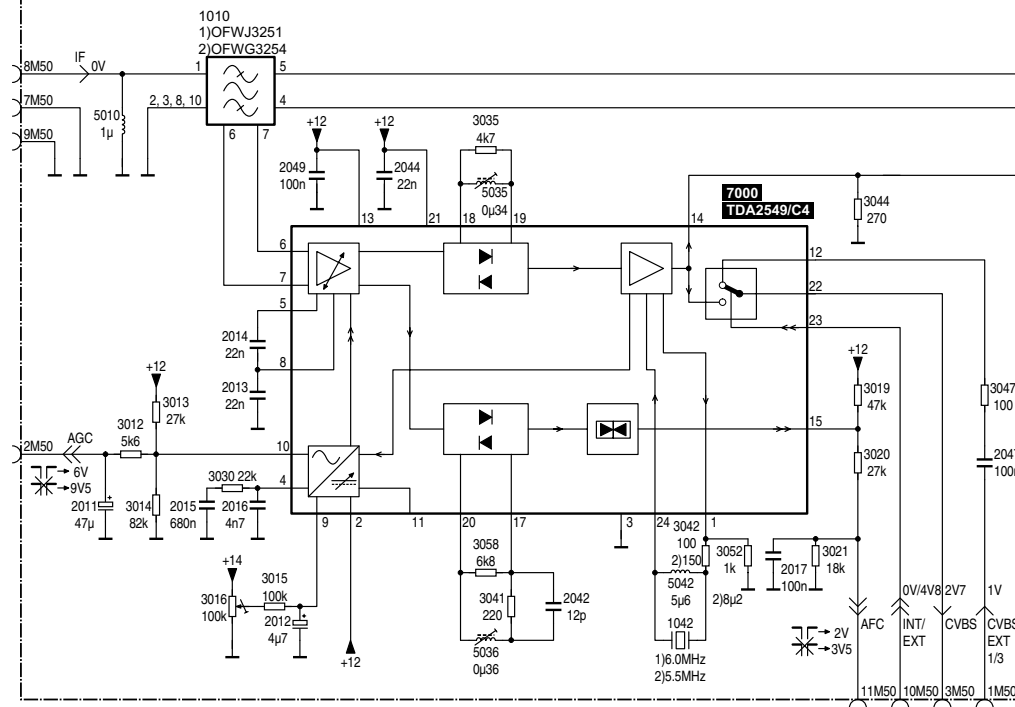 1010
1)OFWJ3251
2)OFWG3254
8M50
IF
0V
1
5
7M50
2, 3, 8, 10
4
9M50
5010
1µ
6
7
+12
+12
3035
4k7
2049
100n
2044
22n
5035
0µ34
7000
TDA2549/C4
3044
270
13
21
18
19
14
6
12
7
22
5
23
2014
22n
8
+12
+12
2013
22n
3013
27k
3019
47k
3047
100
3012
5k6
15
2M50
AGC
10
3020
27k
6V
9V5
3030 22k
4
2047
100n
2011
47µ
3014
82k
2015
680n
2016
4n7
9
2
11
20
17
3
24
3042
100
2)150
1
3058
6k8
3052
1k
2017
100n
3021
18k
+14
3015
100k
3016
100k
2012
4µ7
3041
220
2042
12p
5042
5µ6
2)8µ2
5036
0µ36
1042
1)6.0MHz
2)5.5MHz
+12
0V/4V8
2V7
1V
2V
3V5
AFC
INT/
EXT
CVBS
CVBS
EXT
1/3
11M50
10M50
3M50
1M50